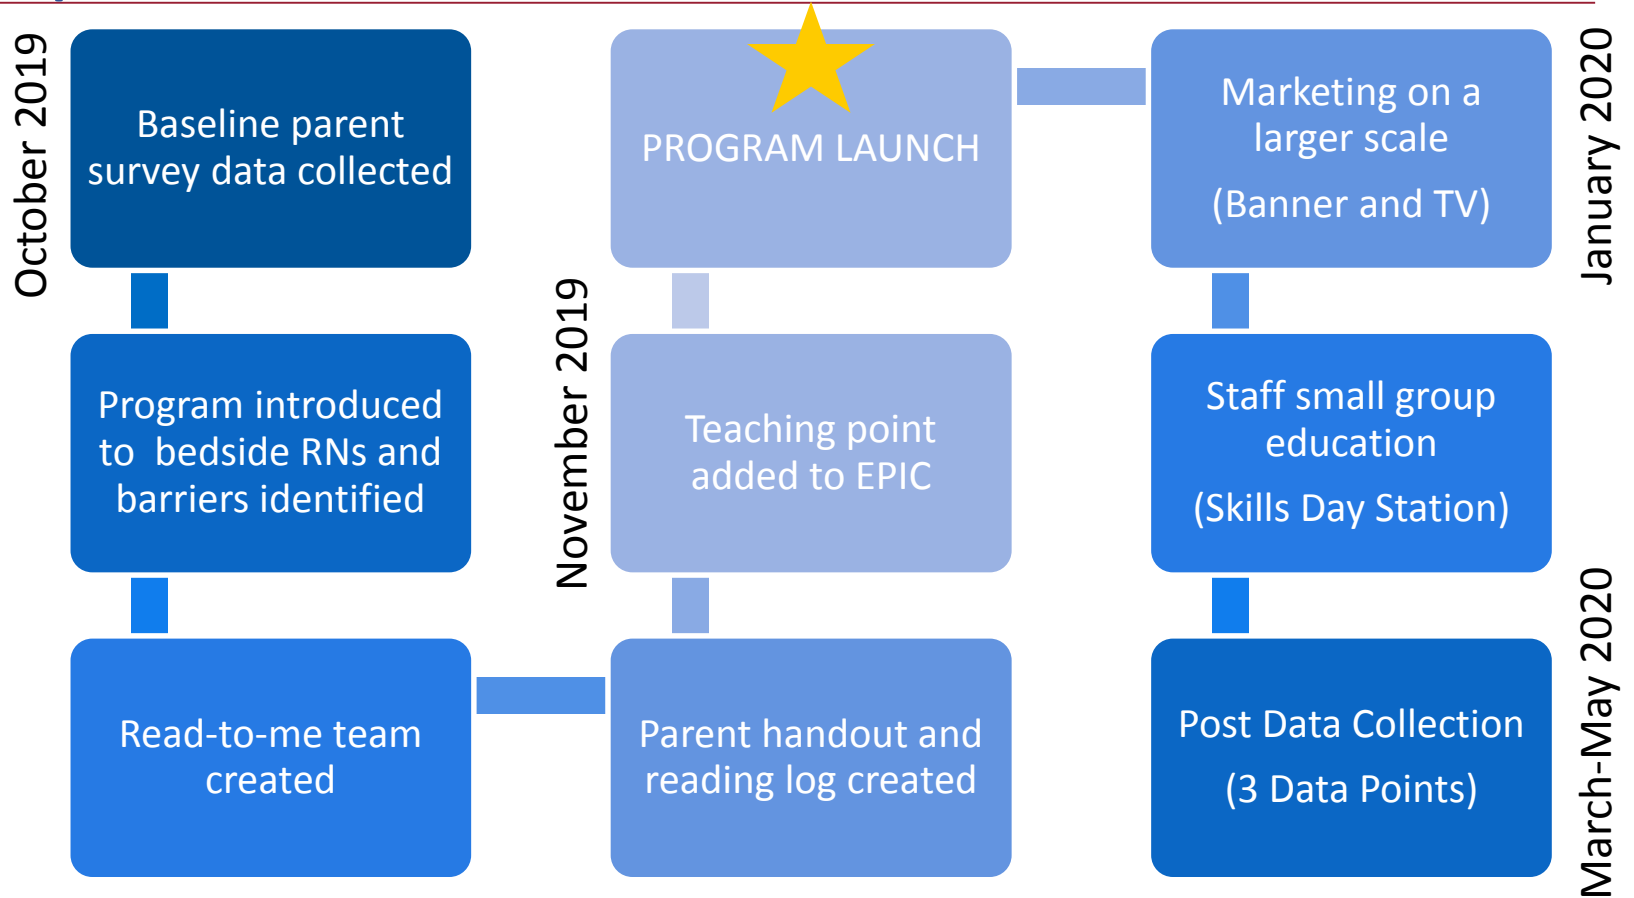 October 2019
Baseline parent
survey data collected
Program introduced
to  bedside RNs and
barriers identified
Read-to-me team
created
Parent handout and
reading log created
November 2019
Teaching point
added to EPIC
PROGRAM LAUNCH
Marketing on a
larger scale
(Banner and TV)
January 2020
Staff small group
education
(Skills Day Station)
Post Data Collection
(3 Data Points)
March-May 2020